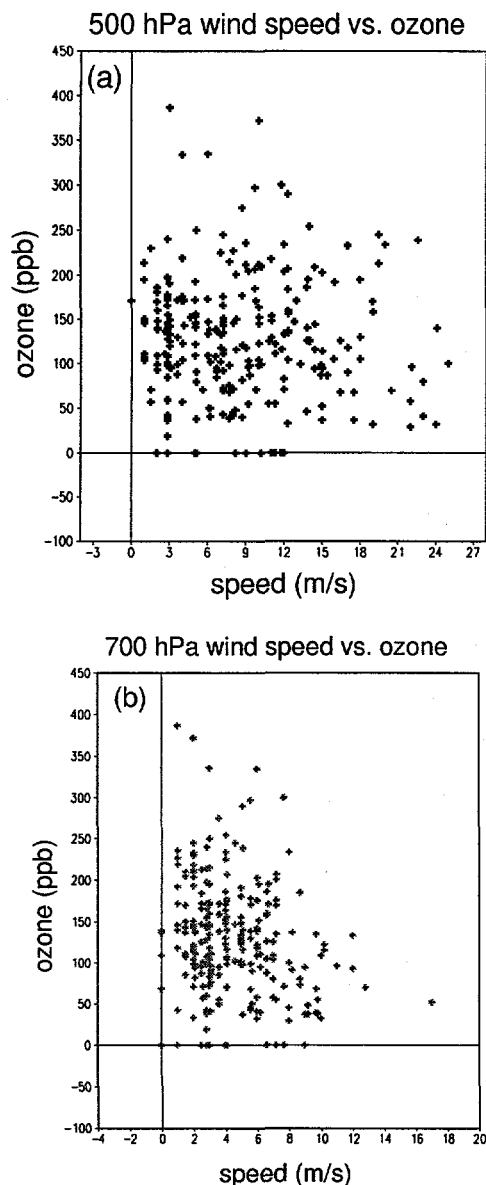 500 hPa wind speed vs. ozone
(a)
450
400
350
300
250
200
150
100
50
0
-50
-100
ozone (ppb)
-3 0 3 6 9 12 15 18 21 24 27
speed (m/s)
700 hPa wind speed vs. ozone
(b)
450
400
350
300
250
200
150
100
50
0
-50
-100
ozone (ppb)
-4 -2 0 2 4 6 8 10 12 14 16 18 20
speed (m/s)